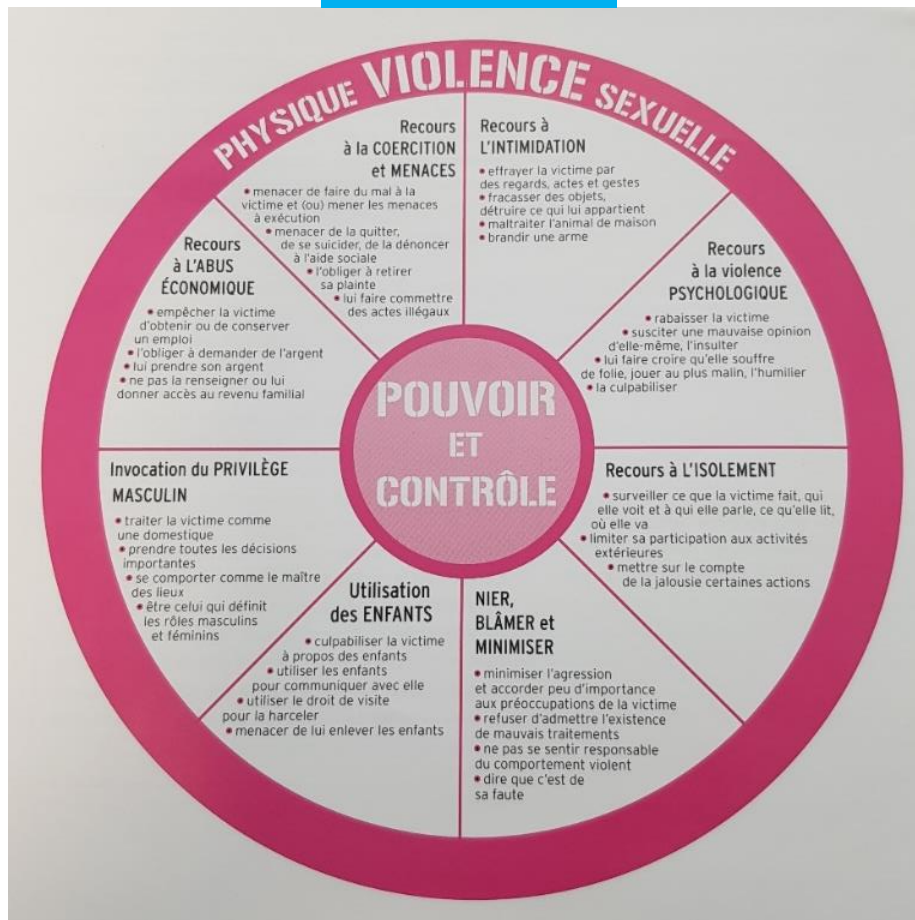 PHYSIQUE VIOLENCE SEXUELLE
Recours
à la COERCITION
et MENACES
• menacer de faire du mal à la
victime et (ou) mener les menaces
à exécution
• menacer de la quitter,
de se suicider, de la dénoncer
à l'aide sociale
• l'obliger à retirer
sa plainte
• lui faire commettre
des actes illégaux
Recours à
L'INTIMIDATION
• effrayer la victime par
des regards, actes et gestes
• fracasser des objets,
détruire ce qui lui appartient
• maltraiter l'animal de maison
• brandir une arme
Recours
à la violence
PSYCHOLOGIQUE
• rabaisser la victime
• susciter une mauvaise opinion
d'elle-même, l'insulter
• lui faire croire qu'elle souffre
de folie, jouer au plus malin, l'humilier
• la culpabiliser
Recours à L'ISOLEMENT
• surveiller ce que la victime fait, qui
elle voit et à qui elle parle, ce qu'elle lit,
où elle va
• limiter sa participation aux activités
extérieures
• mettre sur le compte
de la jalousie certaines actions
NIER,
BLÂMER et
MINIMISER
• minimiser l'agression
et accorder peu d'importance
aux préoccupations de la victime
• refuser d'admettre l'existence
de mauvais traitements
• ne pas se sentir responsable
du comportement violent
• dire que c'est de
sa faute
Utilisation
des ENFANTS
• culpabiliser la victime
à propos des enfants
• utiliser les enfants
pour communiquer avec elle
• utiliser le droit de visite
pour la harceler
• menacer de lui enlever les enfants
Invocation du PRIVILÈGE
MASCULIN
• traiter la victime comme
une domestique
• prendre toutes les décisions
importantes
• se comporter comme le maître
des lieux
• être celui qui définit
les rôles masculins
et féminins
Recours
à L'ABUS
ÉCONOMIQUE
• empêcher la victime
d'obtenir ou de conserver
un emploi
• l'obliger à demander de l'argent
• lui prendre son argent
• ne pas la renseigner ou lui
donner accès au revenu familial
POUVOIR
ET
CONTRÔLE